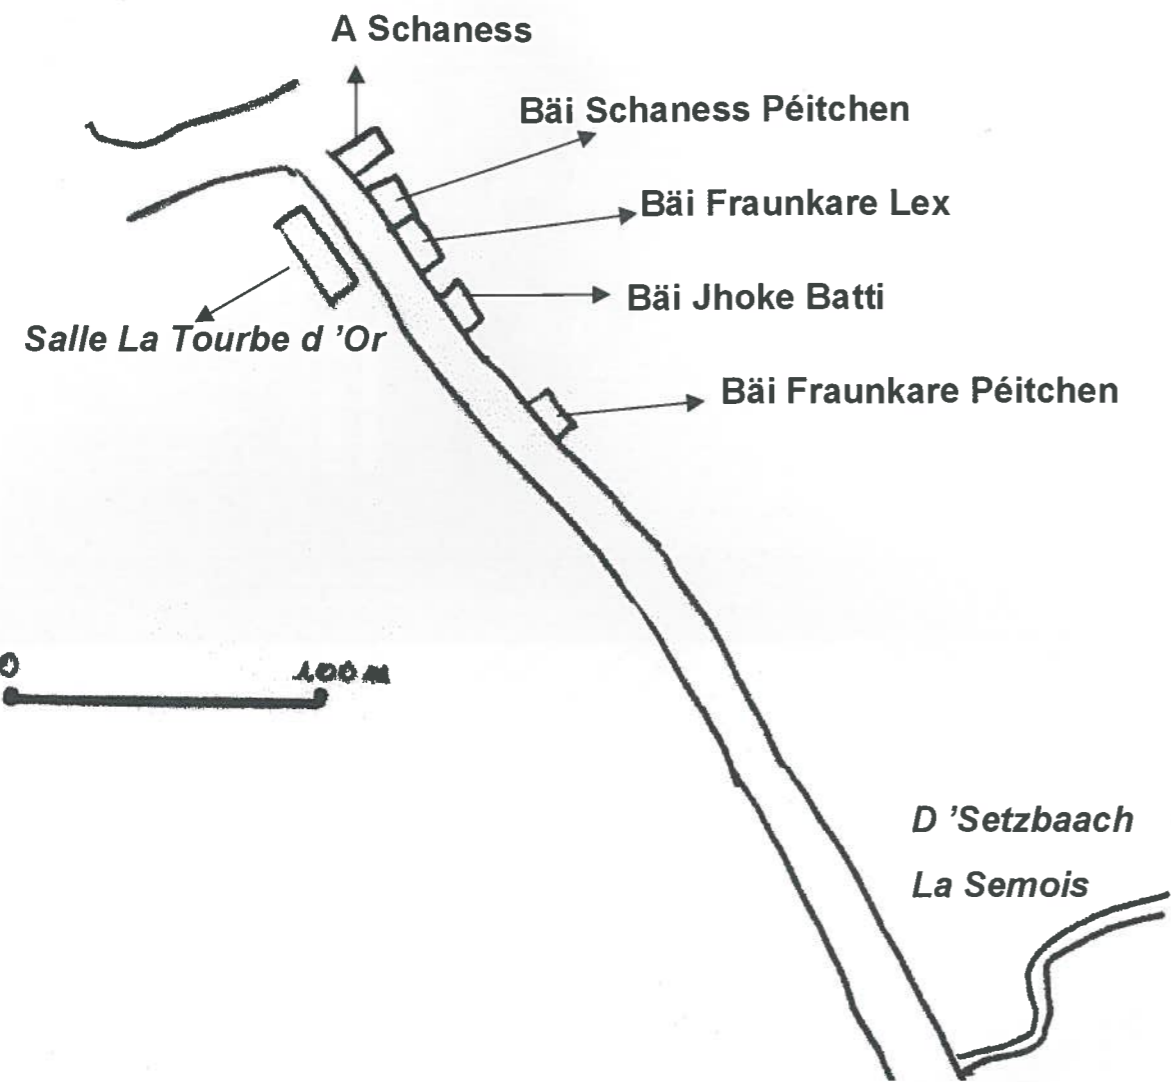 A Schaness
Bäi Schaness Péitchen
Bäi Fraunkare Lex
Bäi Jhoke Batti
Salle La Tourbe d ’Or
Bäi Fraunkare Péitchen
0 100 m
D ’Setzbaach
La Semois